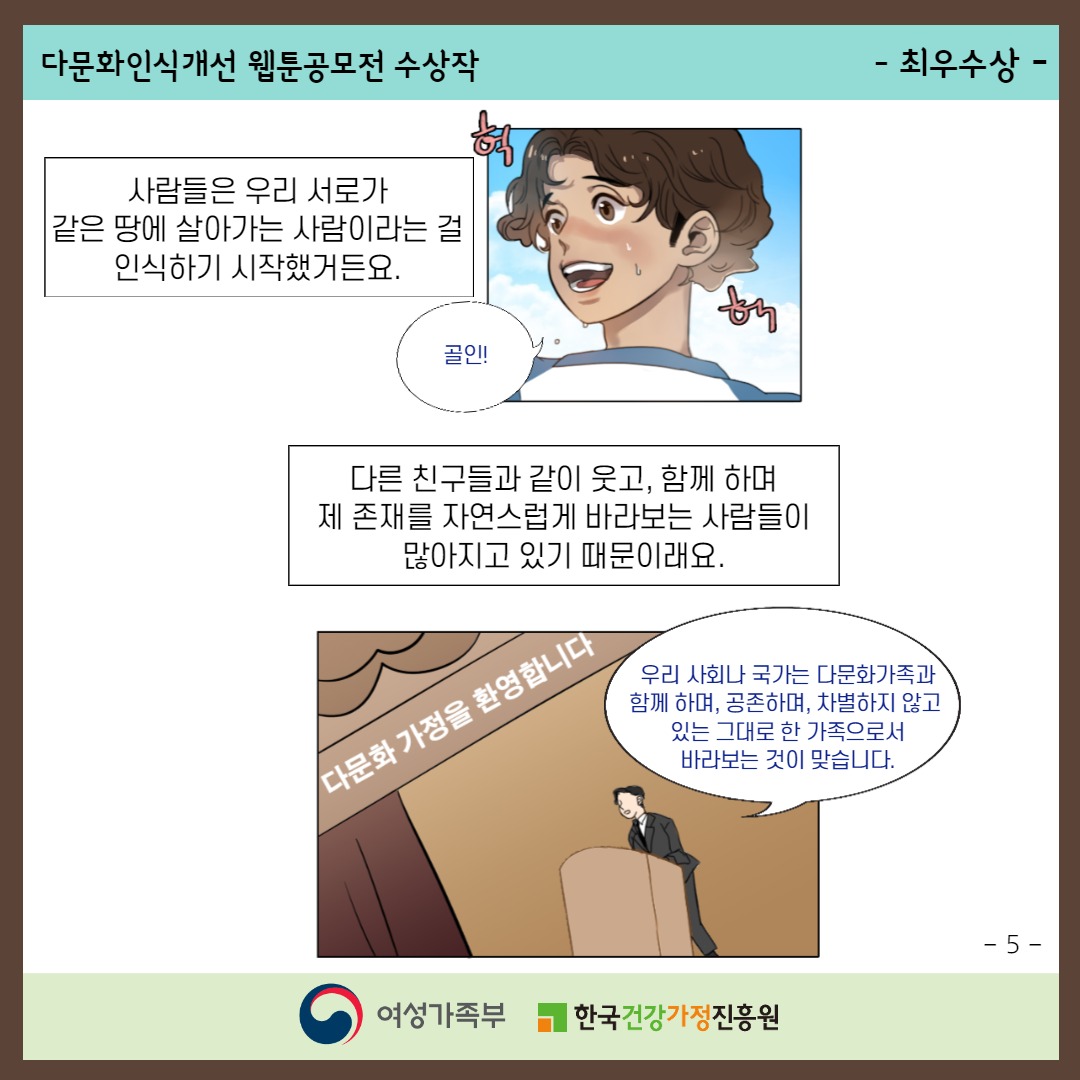 다문화인식개선 웹툰공모전 수상작
- 최우수상 -
헉
사람들은 우리 서로가
같은 땅에 살아가는 사람이라는 걸
인식하기 시작했거든요.
헥
골인!
다른 친구들과 같이 웃고, 함께 하며
제 존재를 자연스럽게 바라보는 사람들이
많아지고 있기 때문이래요.
다문화 가정을 환영합니다
우리 사회나 국가는 다문화가족과
함께 하며, 공존하며, 차별하지 않고
있는 그대로 한 가족으로서
바라보는 것이 맞습니다.
- 5 -
여성가족부
한국건강가정진흥원